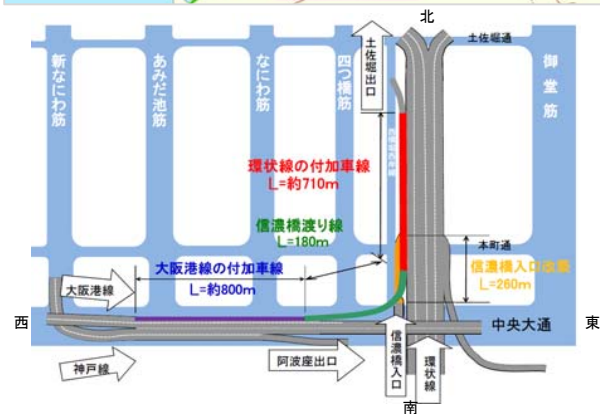 北
土佐堀出口
土佐堀通
新なにわ筋
あみだ池筋
なにわ筋
四つ橋筋
御堂筋
環状線の付加車線
L=約710m
信濃橋渡り線
L=180m
本町通
大阪港線の付加車線
L=約800m
信濃橋入口改築
L=260m
大阪港線
西
中央大通
東
神戸線
阿波座出口
信濃橋入口
環状線
南